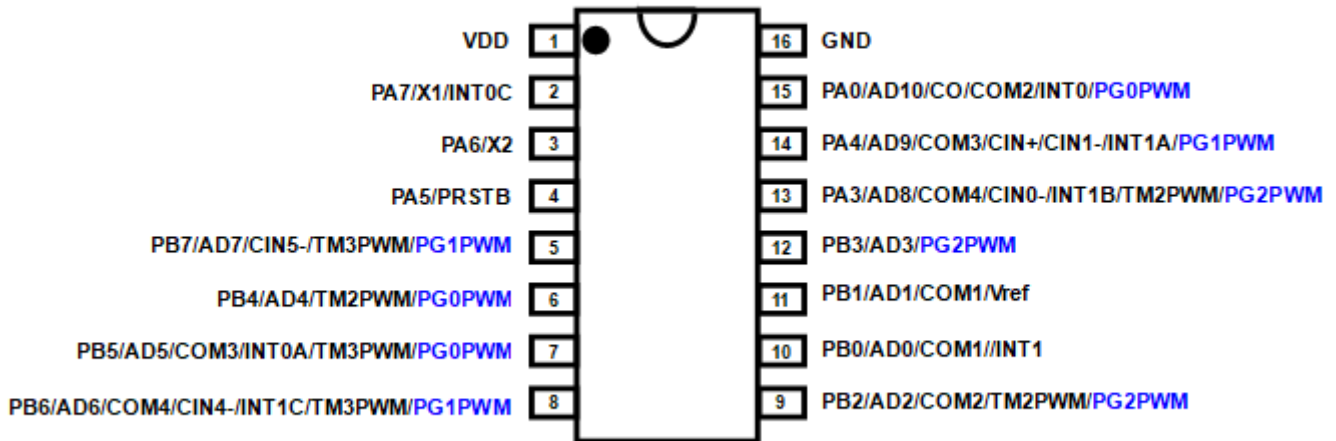 VDD 1 16 GND
PA7/X1/INT0C 2 15 PA0/AD10/CO/COM2/INT0/PG0PWM
PA6/X2 3 14 PA4/AD9/COM3/CIN+/CIN1-/INT1A/PG1PWM
PA5/PRSTB 4 13 PA3/AD8/COM4/CIN0-/INT1B/TM2PWM/PG2PWM
PB7/AD7/CIN5-/TM3PWM/PG1PWM 5 12 PB3/AD3/PG2PWM
PB4/AD4/TM2PWM/PG0PWM 6 11 PB1/AD1/COM1/Vref
PB5/AD5/COM3/INT0A/TM3PWM/PG0PWM 7 10 PB0/AD0/COM1//INT1
PB6/AD6/COM4/CIN4-/INT1C/TM3PWM/PG1PWM 8 9 PB2/AD2/COM2/TM2PWM/PG2PWM